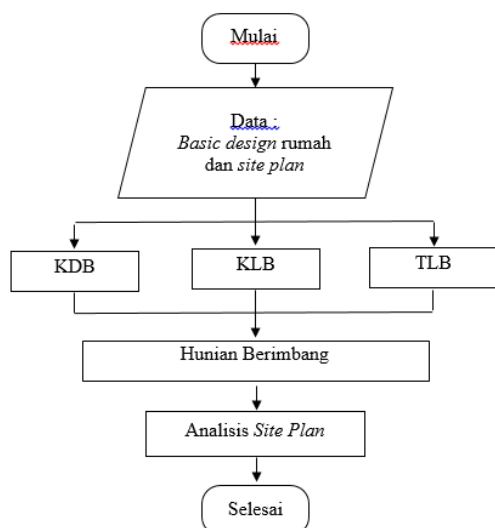 Mulai
Data :
Basic design rumah
dan site plan
KDB
KLB
TLB
Hunian Berimbang
Analisis Site Plan
Selesai